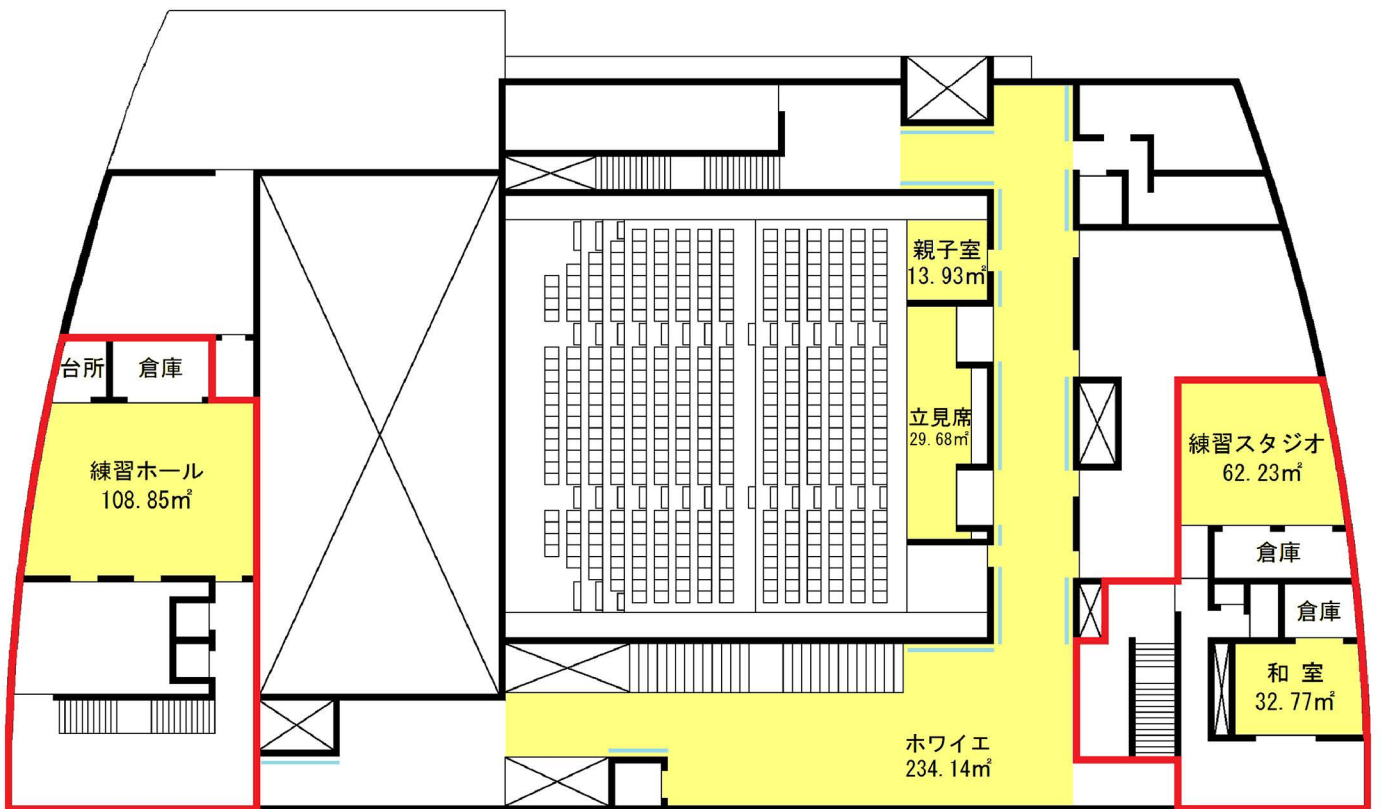 親子室
13.93㎡
台所
倉庫
立見席
29.68㎡
練習ホール
108.85㎡
練習スタジオ
62.23㎡
倉庫
倉庫
和 室
32.77㎡
ホワイエ
234.14㎡